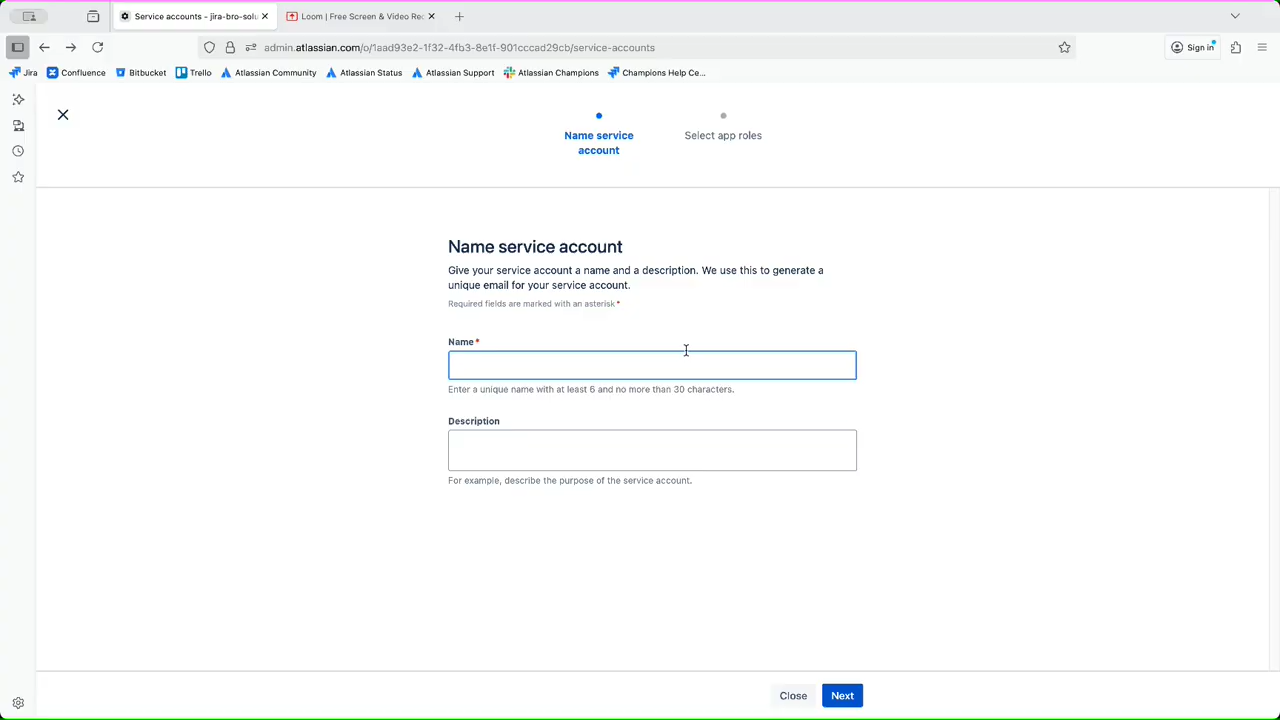 Service accounts - jira-bro-solu
Loom | Free Screen & Video Rec
admin.atlassian.com/o/1aad93e2-1f32-4fb3-8e1f-901cccad29cb/service-accounts
Sign in
Jira
Confluence
Bitbucket
Trello
Atlassian Community
Atlassian Status
Atlassian Support
Atlassian Champions
Champions Help Ce...
Name service
account
Select app roles
Name service account
Give your service account a name and a description. We use this to generate a
unique email for your service account.
Required fields are marked with an asterisk *
Name *
Enter a unique name with at least 6 and no more than 30 characters.
Description
For example, describe the purpose of the service account.
Close
Next